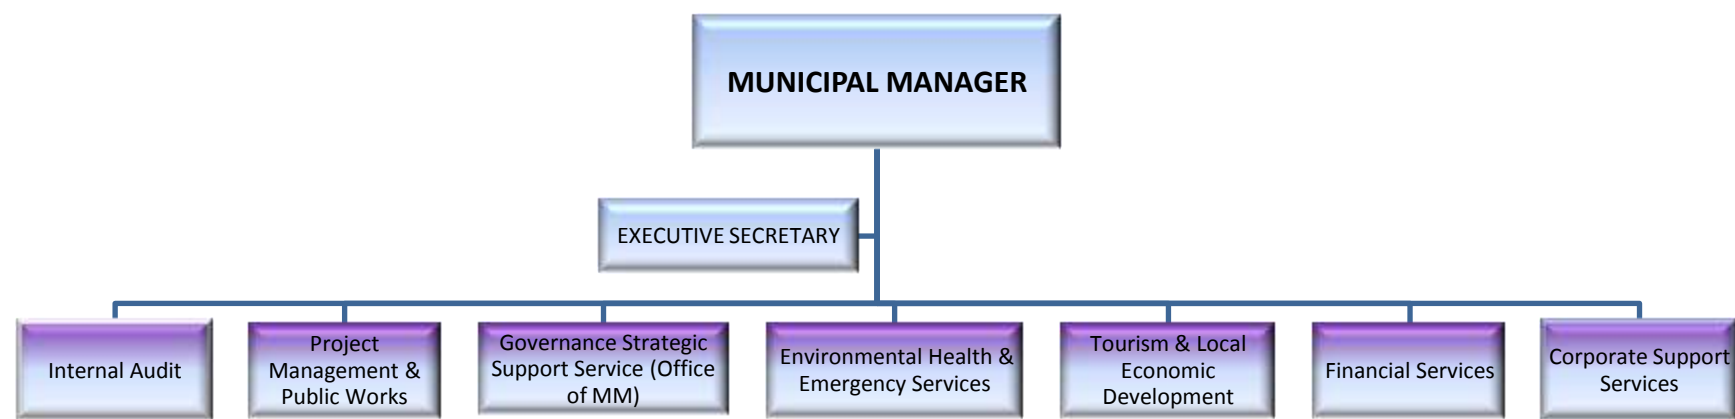 MUNICIPAL MANAGER
EXECUTIVE SECRETARY
Internal Audit
Project
Management &
Public Works
Governance Strategic
Support Service (Office
of MM)
Environmental Health &
Emergency Services
Tourism & Local
Economic
Development
Financial Services
Corporate Support
Services